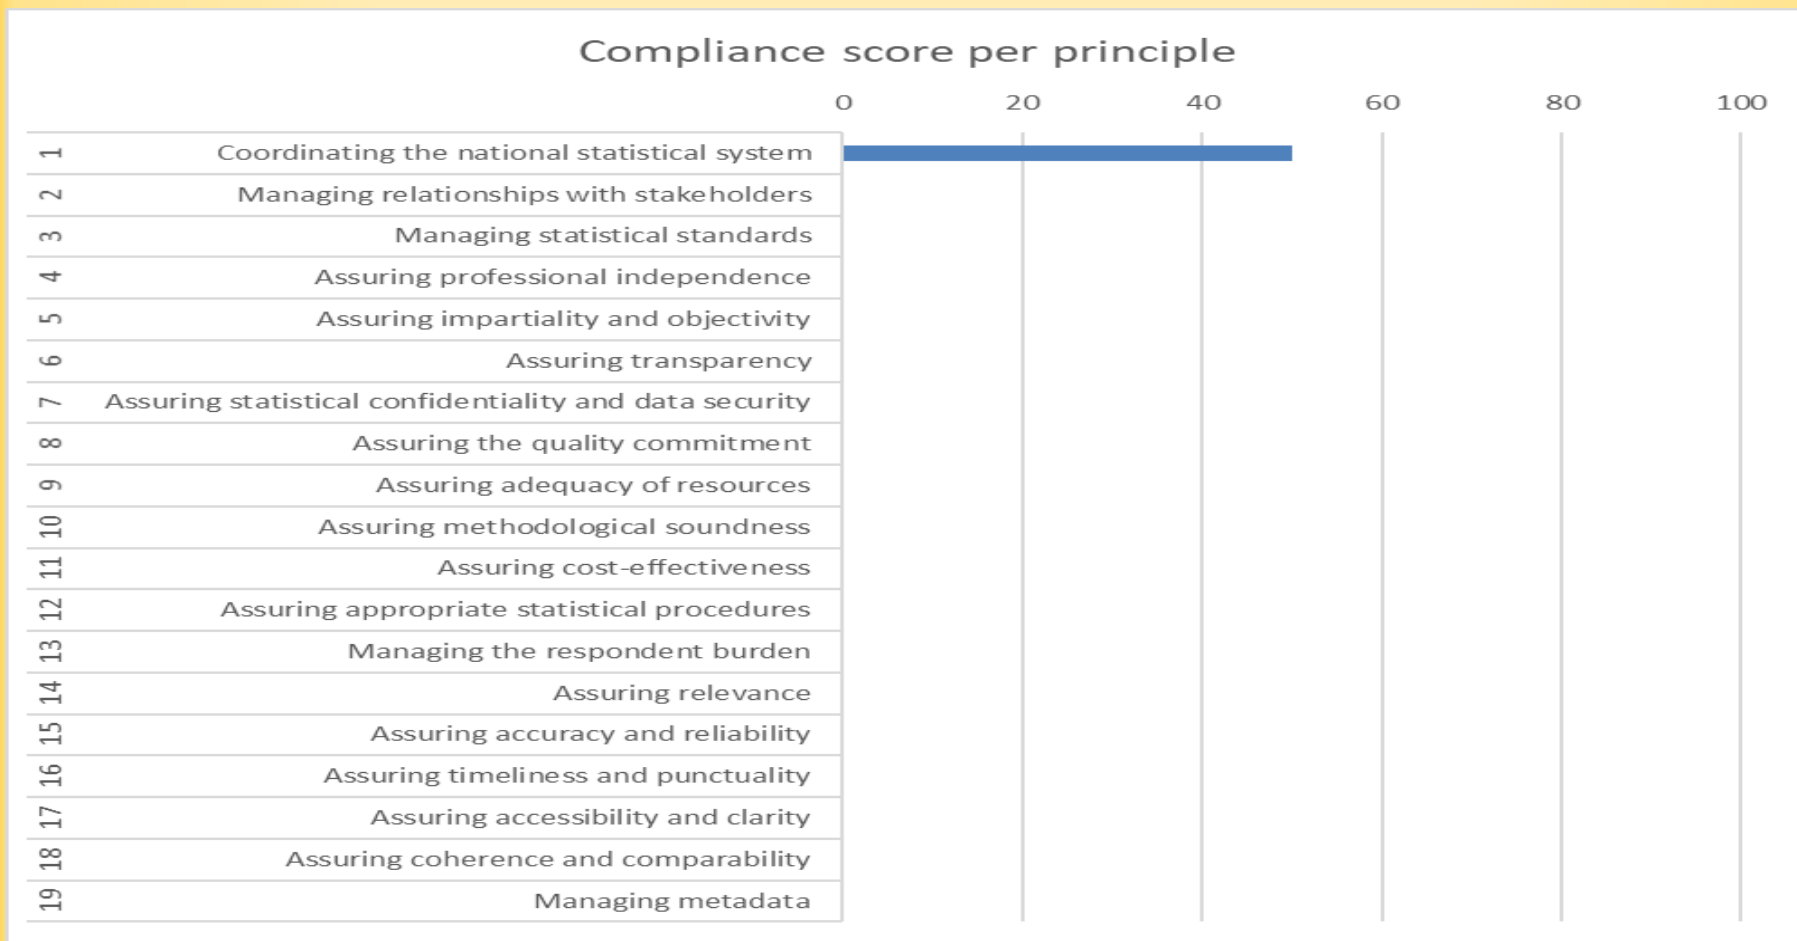 Compliance score per principle
0 20 40 60 80 100
1 Coordinating the national statistical system
2 Managing relationships with stakeholders
3 Managing statistical standards
4 Assuring professional independence
5 Assuring impartiality and objectivity
6 Assuring transparency
7 Assuring statistical confidentiality and data security
8 Assuring the quality commitment
9 Assuring adequacy of resources
10 Assuring methodological soundness
11 Assuring cost-effectiveness
12 Assuring appropriate statistical procedures
13 Managing the respondent burden
14 Assuring relevance
15 Assuring accuracy and reliability
16 Assuring timeliness and punctuality
17 Assuring accessibility and clarity
18 Assuring coherence and comparability
19 Managing metadata